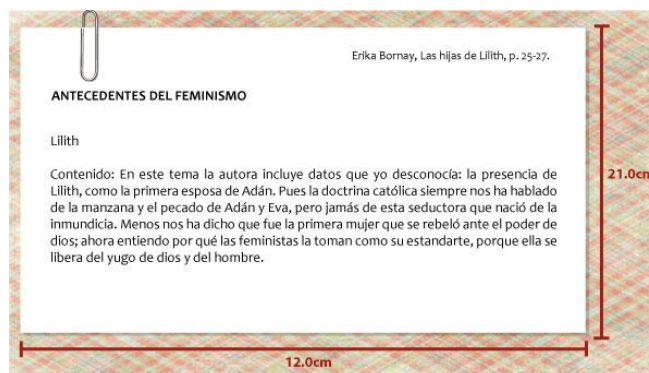 Erika Bornay, Las hijas de Lilith, p. 25-27.
ANTECEDENTES DEL FEMINISMO
Lilith
Contenido: En este tema la autora incluye datos que yo desconocía: la presencia de
Lilith, como la primera esposa de Adán. Pues la doctrina católica siempre nos ha hablado
de la manzana y el pecado de Adán y Eva, pero jamás de esta seductora que nació de la
inmundicia. Menos nos ha dicho que fue la primera mujer que se rebeló ante el poder de
dios; ahora entiendo por qué las feministas la toman como su estandarte, porque ella se
libera del yugo de dios y del hombre.
21.0cm
12.0cm